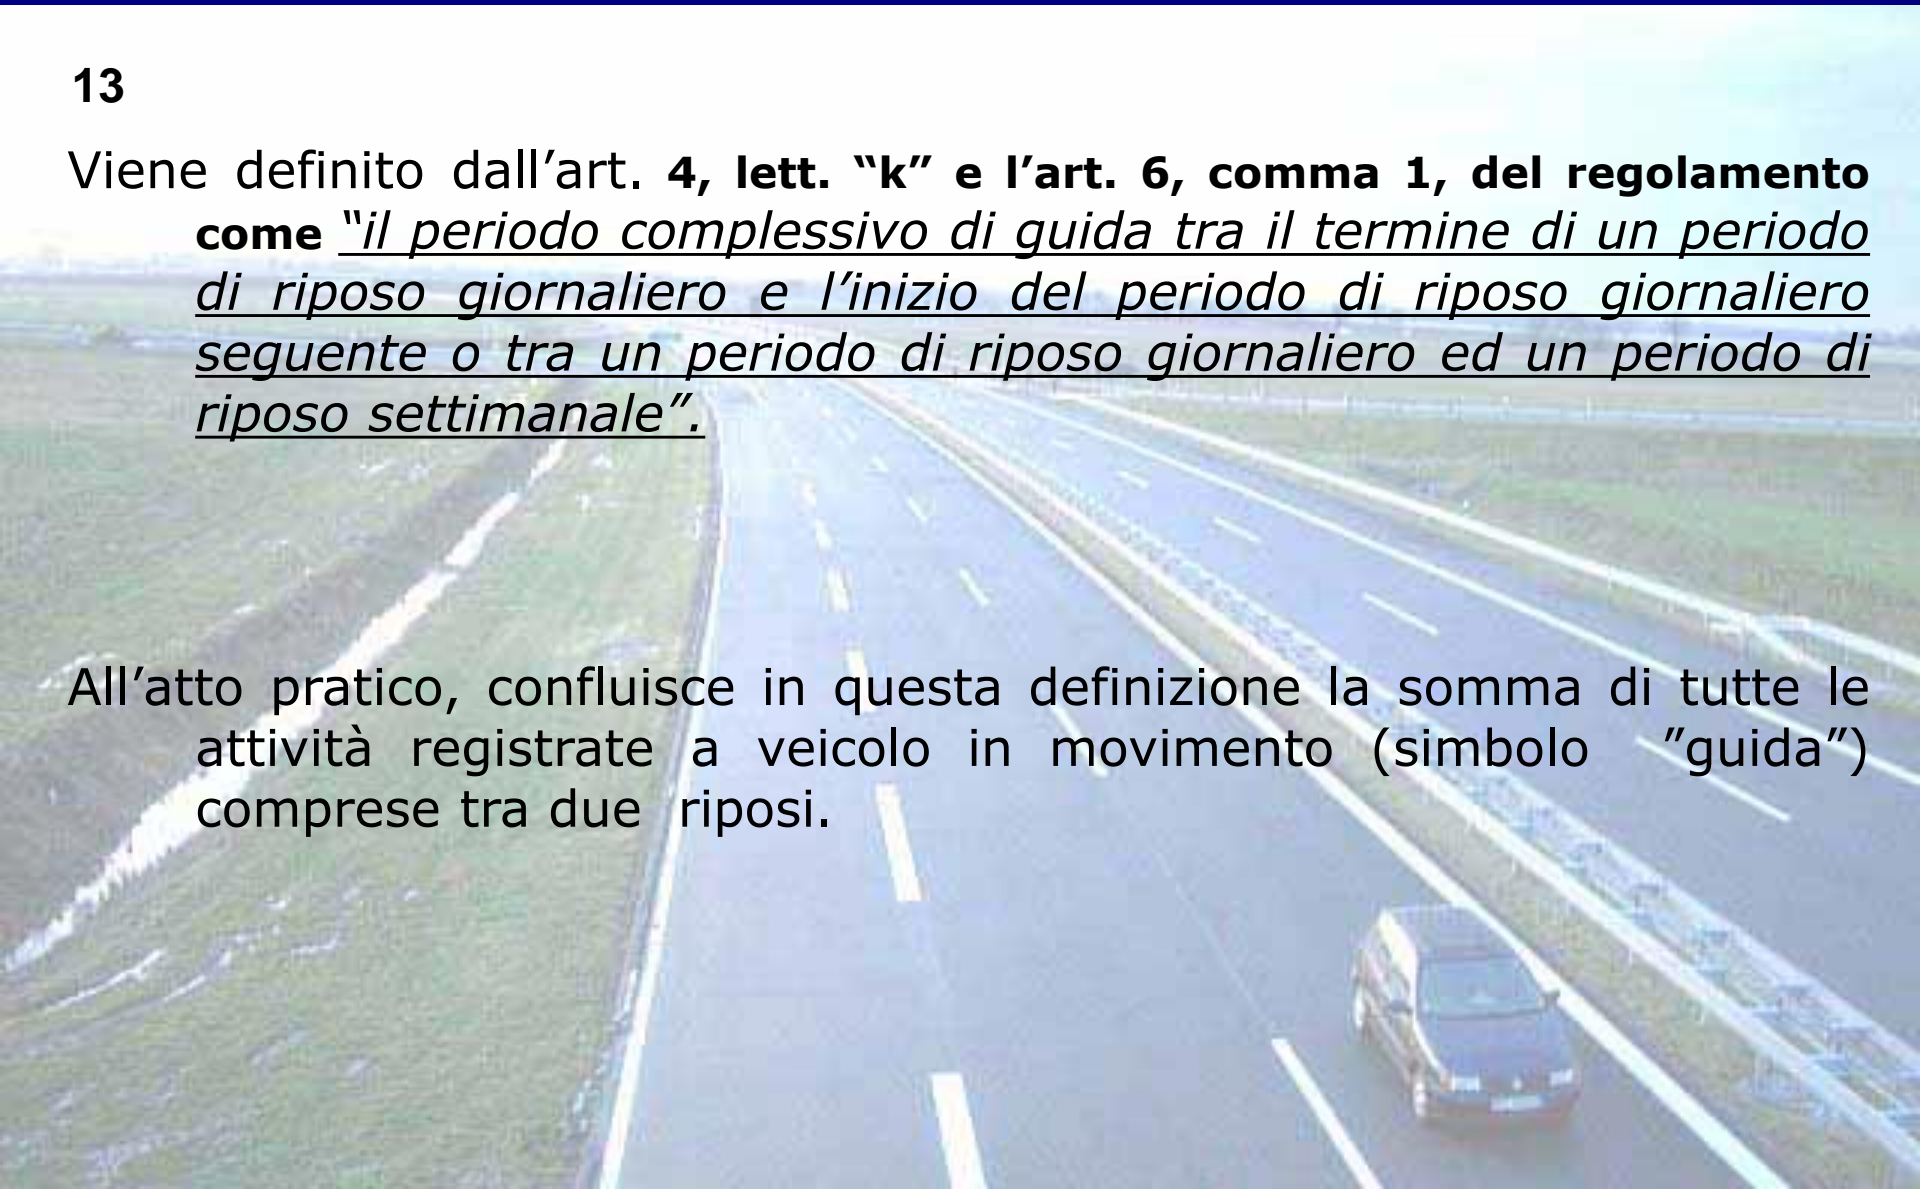 13
Viene definito dall’art. 4, lett. “k” e l’art. 6, comma 1, del regolamento
come “il periodo complessivo di guida tra il termine di un periodo
di riposo giornaliero e l’inizio del periodo di riposo giornaliero
seguente o tra un periodo di riposo giornaliero ed un periodo di
riposo settimanale”.
All’atto pratico, confluisce in questa definizione la somma di tutte le
attività registrate a veicolo in movimento (simbolo ”guida”)
comprese tra due riposi.